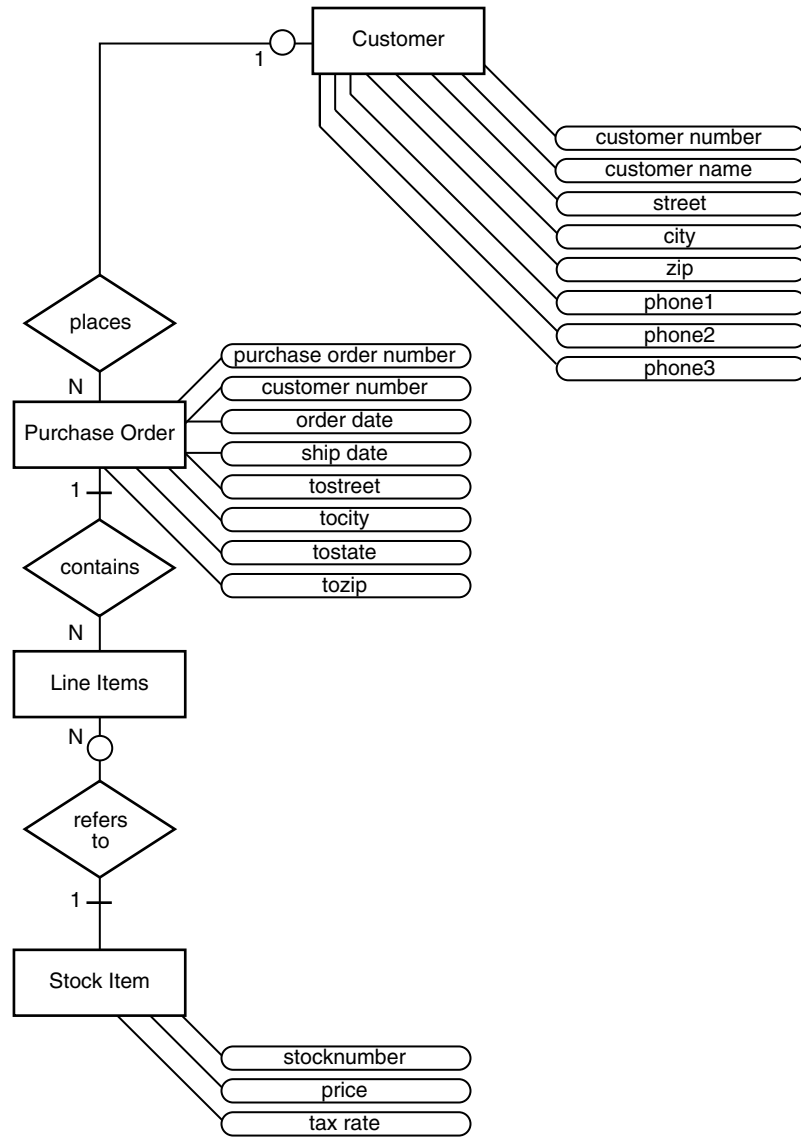 Customer
1
customer number
customer name
street
city
zip
phone1
phone2
phone3
places
N
purchase order number
customer number
order date
ship date
tostreet
tocity
tostate
tozip
Purchase Order
1
contains
N
Line Items
N
refers
to
1
Stock Item
stocknumber
price
tax rate